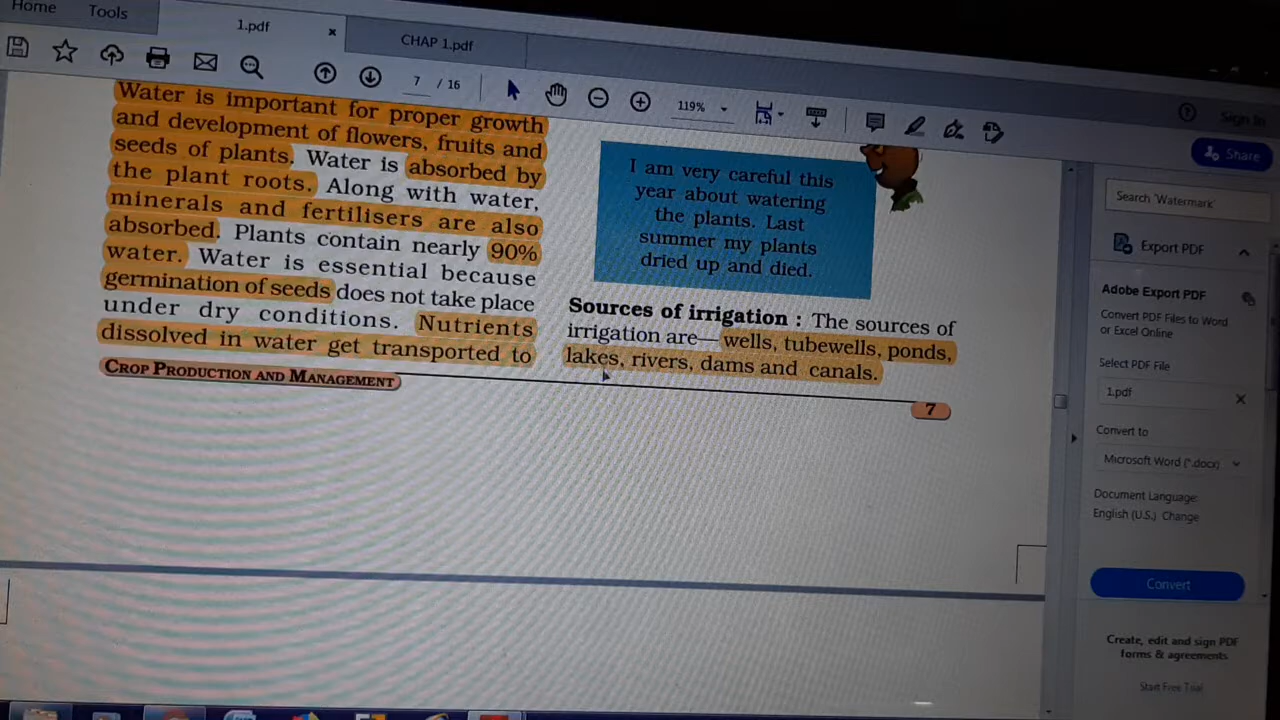 Home Tools
1.pdf × CHAP 1.pdf
7 / 16 119%
Sign In
Share
Water is important for proper growth
and development of flowers, fruits and
seeds of plants. Water is absorbed by
the plant roots. Along with water,
minerals and fertilisers are also
absorbed. Plants contain nearly 90%
water. Water is essential because
germination of seeds does not take place
under dry conditions. Nutrients
dissolved in water get transported to
CROP PRODUCTION AND MANAGEMENT
I am very careful this
year about watering
the plants. Last
summer my plants
dried up and died.
Sources of irrigation : The sources of
irrigation are— wells, tubewells, ponds,
lakes, rivers, dams and canals.
7
Search 'Watermark'
Export PDF
Adobe Export PDF
Convert PDF Files to Word
or Excel Online
Select PDF File
1.pdf ×
Convert to
Microsoft Word (*.docx)
Document Language:
English (U.S.) Change
Convert
Create, edit and sign PDF
forms & agreements
Start Free Trial